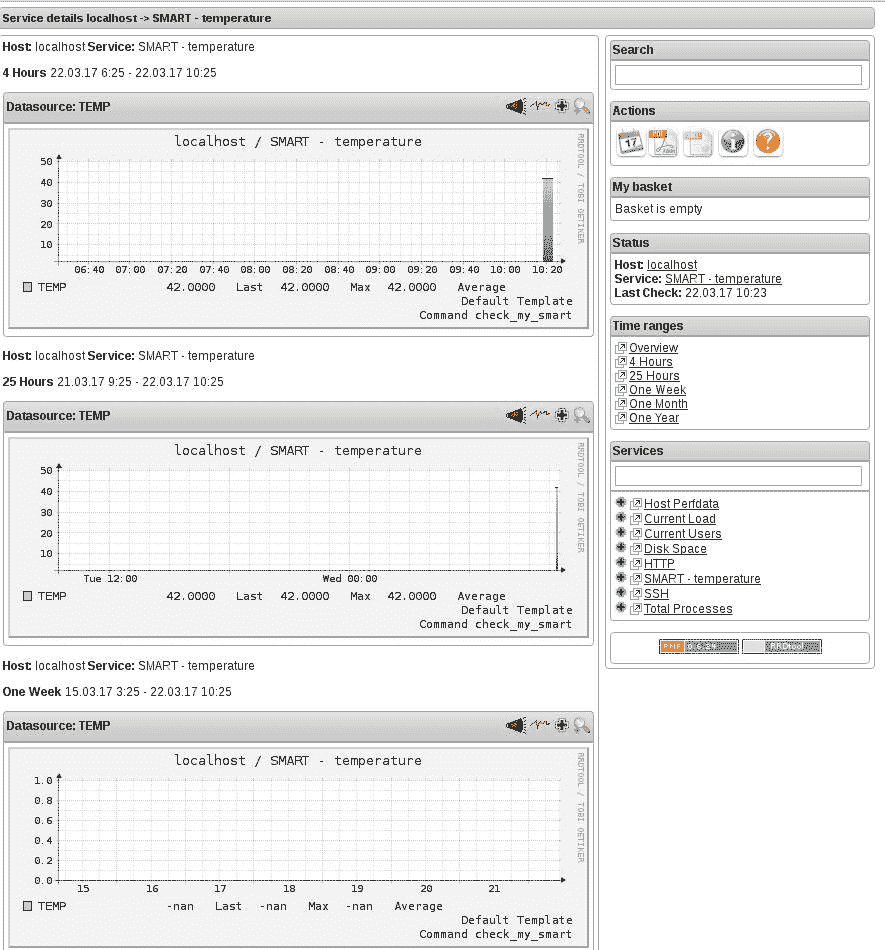 Service details localhost -> SMART - temperature
Host: localhost Service: SMART - temperature
4 Hours 22.03.17 6:25 - 22.03.17 10:25
Datasource: TEMP
localhost / SMART - temperature
50
40
30
20
10
06:40 07:00 07:20 07:40 08:00 08:20 08:40 09:00 09:20 09:40 10:00 10:20
TEMP 42.0000 Last 42.0000 Max 42.0000 Average
Default Template
Command check_my_smart
RRDTOOL / TOBI OETIKER
Host: localhost Service: SMART - temperature
25 Hours 21.03.17 9:25 - 22.03.17 10:25
Datasource: TEMP
localhost / SMART - temperature
50
40
30
20
10
Tue 12:00 Wed 00:00
TEMP 42.0000 Last 42.0000 Max 42.0000 Average
Default Template
Command check_my_smart
RRDTOOL / TOBI OETIKER
Host: localhost Service: SMART - temperature
One Week 15.03.17 3:25 - 22.03.17 10:25
Datasource: TEMP
localhost / SMART - temperature
1.0
0.8
0.6
0.4
0.2
0.0
15 16 17 18 19 20 21
TEMP -nan Last -nan Max -nan Average
Default Template
Command check_my_smart
RRDTOOL / TOBI OETIKER
Search
Actions
17
My basket
Basket is empty
Status
Host: localhost
Service: SMART - temperature
Last Check: 22.03.17 10:23
Time ranges
Overview
4 Hours
25 Hours
One Week
One Month
One Year
Services
Host Perfdata
Current Load
Current Users
Disk Space
HTTP
SMART - temperature
SSH
Total Processes
PNP
RRDtool